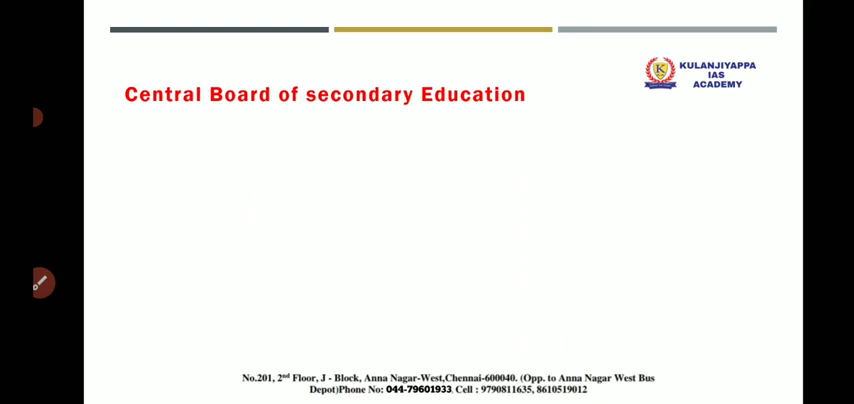 KULANJIYAPPA
IAS
ACADEMY
Central Board of secondary Education
No.201, 2nd Floor, J - Block, Anna Nagar-West,Chennai-600040. (Opp. to Anna Nagar West Bus
Depot)Phone No: 044-79601933, Cell : 9790811635, 8610519012